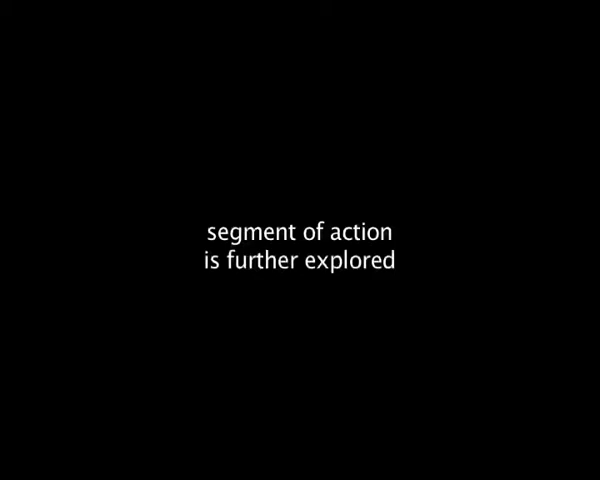 segment of action
is further explored